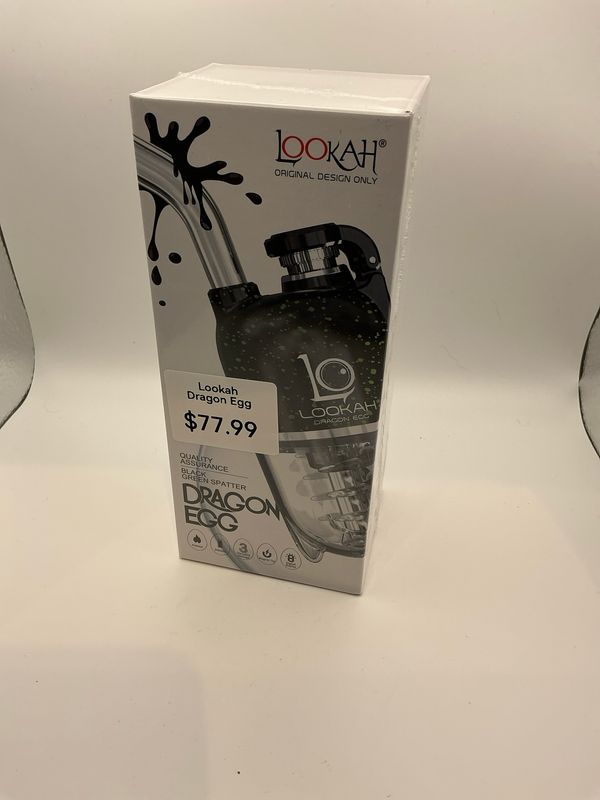 LOOKAH®
ORIGINAL DESIGN ONLY
LOOKAH
DRAGON EGG
Lookah
Dragon Egg
$77.99
QUALITY
ASSURANCE
BLACK
GREEN SPATTER
DRAGON
EGG
3